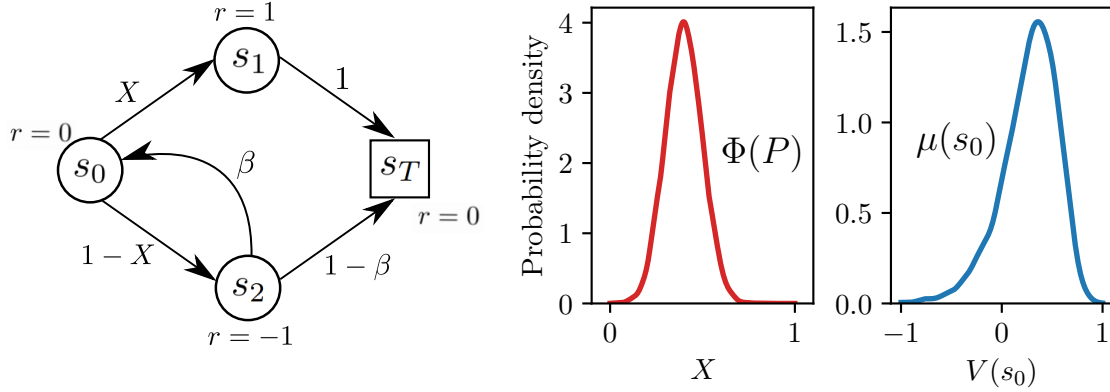 r = 1
s₁
X
1
r = 0
s₀
β
s_T
r = 0
1 − X
1 − β
s₂
r = −1
Probability density
4
3
2
1
0
Φ(P)
0
1
X
1.5
1.0
0.5
0.0
μ(s₀)
-1
0
1
V(s₀)